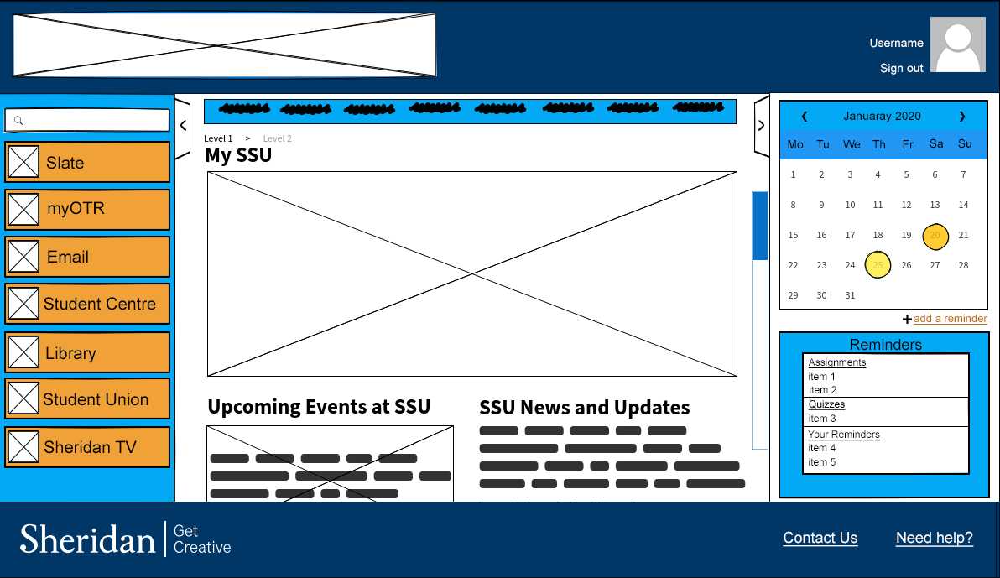 Username
Sign out
Slate
myOTR
Email
Student Centre
Library
Student Union
Sheridan TV
Level 1 > Level 2
My SSU
Upcoming Events at SSU
SSU News and Updates
Januaray 2020
Mo Tu We Th Fr Sa Su
1 2 3 4 5 6 7
8 9 10 11 12 13 14
15 16 17 18 19 20 21
22 23 24 25 26 27 28
29 30 31
add a reminder
Reminders
Assignments
item 1
item 2
Quizzes
item 3
Your Reminders
item 4
item 5
Sheridan
Get
Creative
Contact Us
Need help?